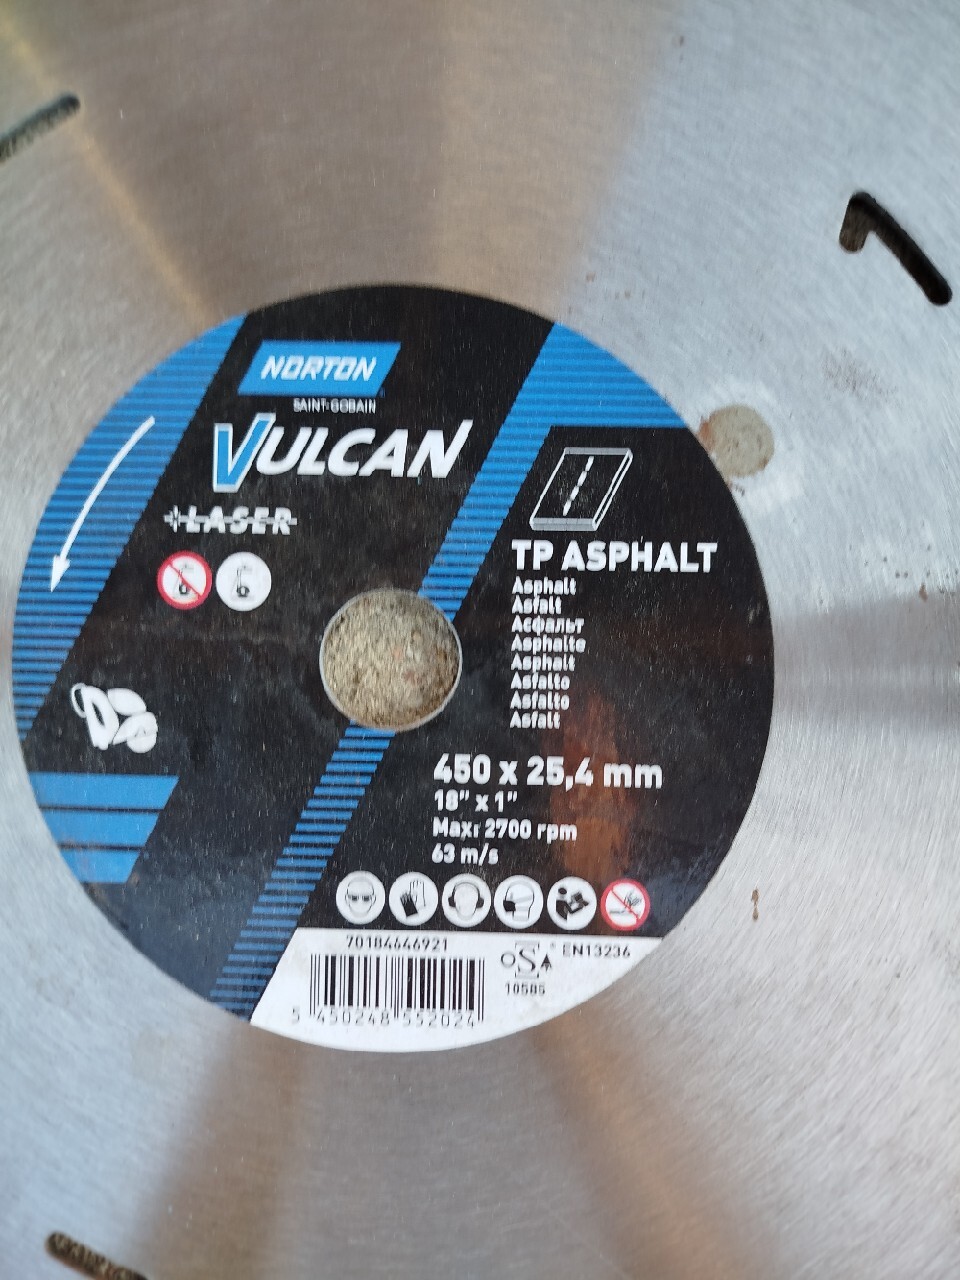 NORTON
SAINT-GOBAIN
VULCAN
LASER
TP ASPHALT
Asphalt
Asfalt
Асфальт
Asphalte
Asphalt
Asfalto
Asfalto
Asfalt
450 x 25,4 mm
18" x 1"
Max: 2700 rpm
63 m/s
70184646921
EN13236
oSa
10585
5 450248 552024